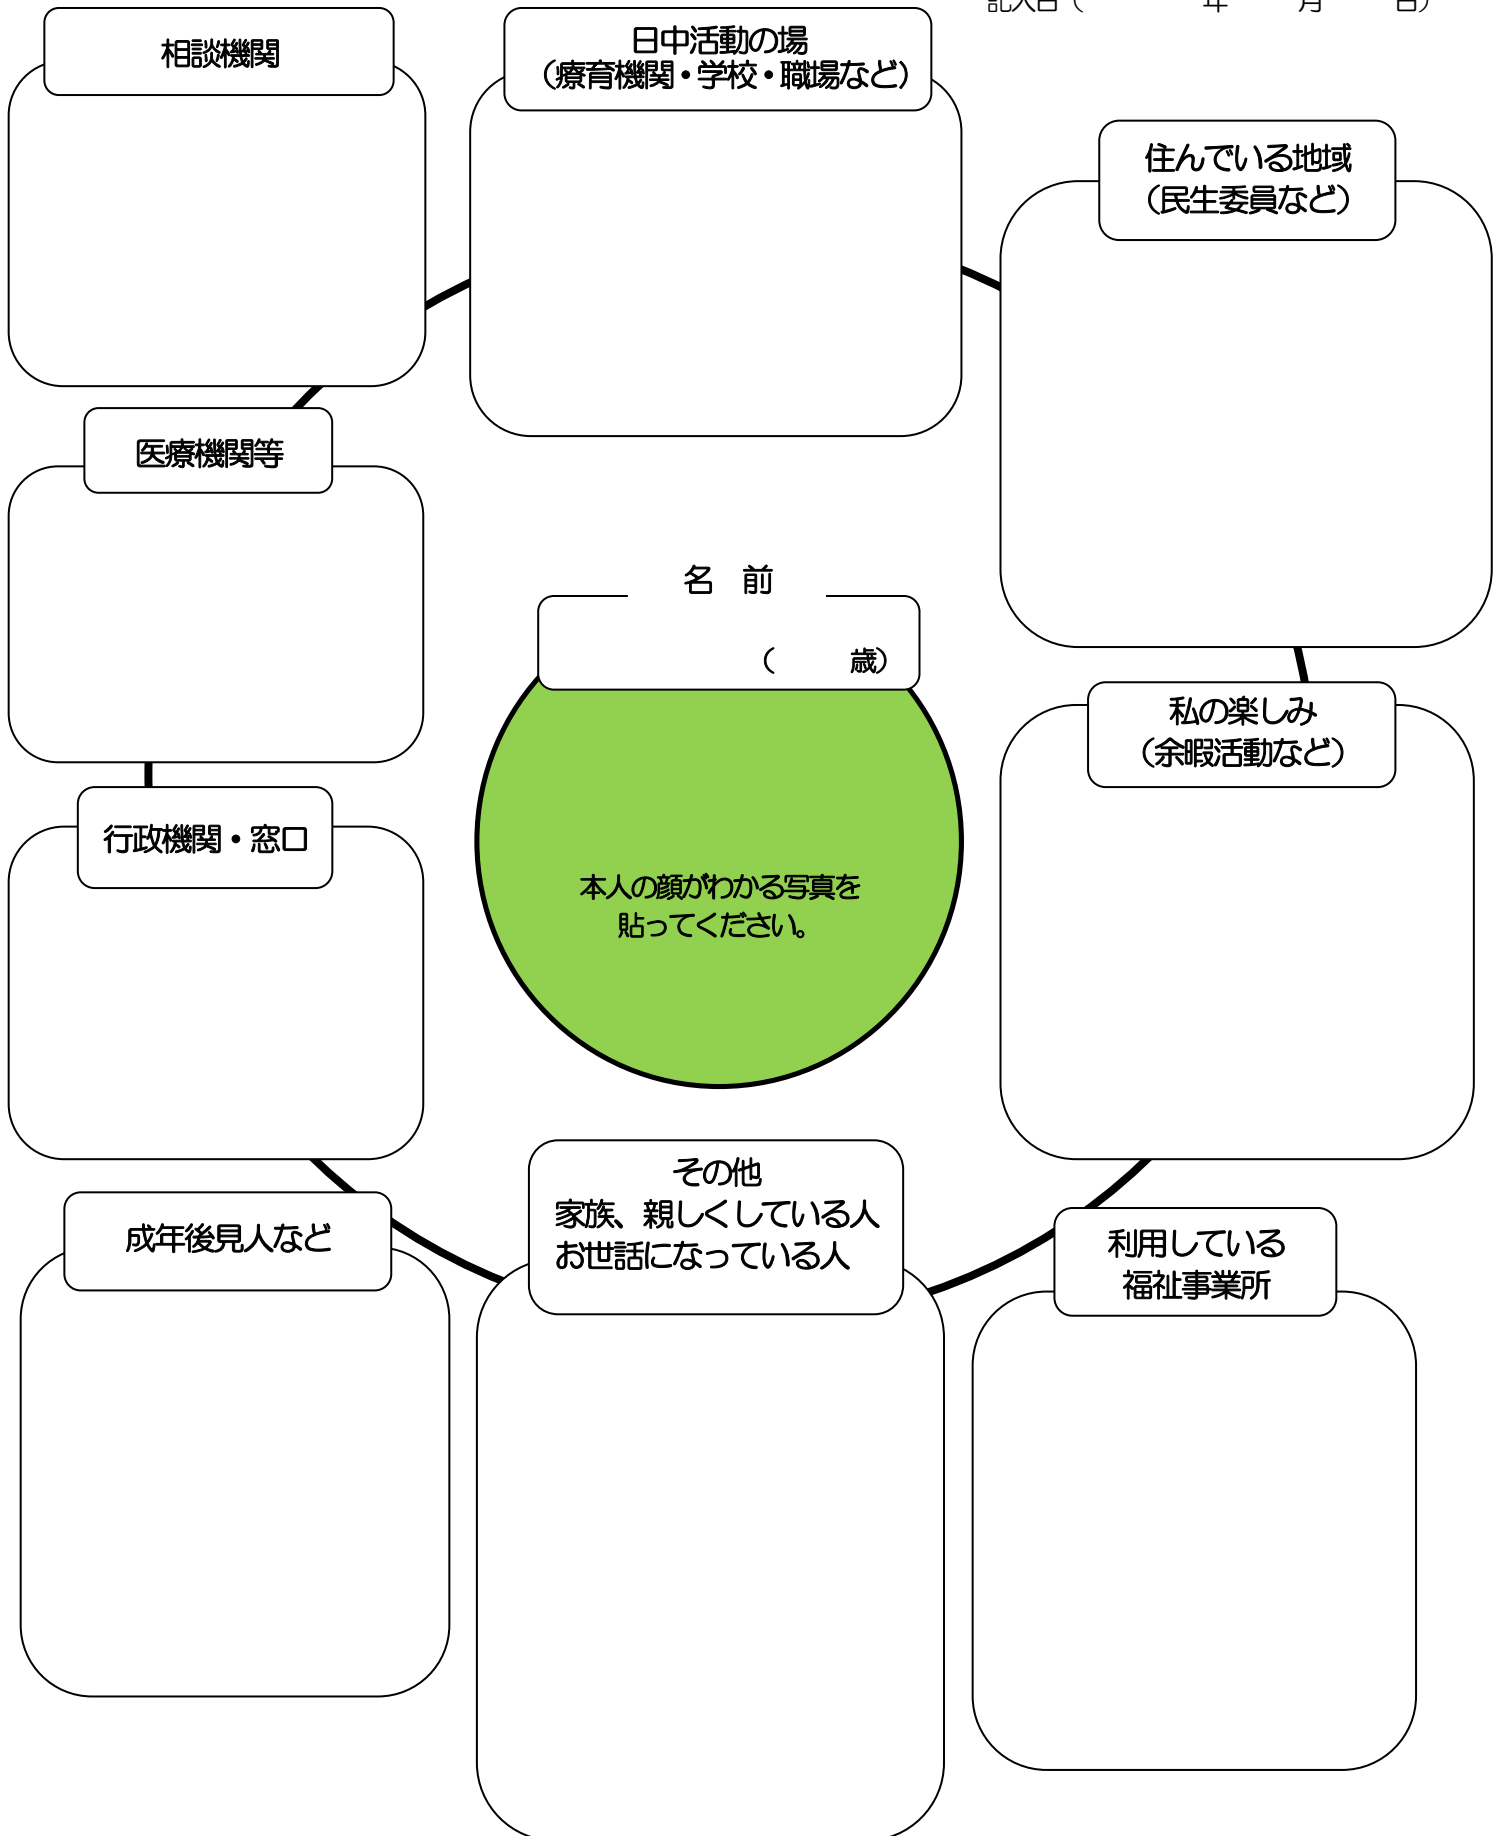 記入日（　　　　年　　月　　日）
相談機関
日中活動の場
（療育機関・学校・職場など）
住んでいる地域
（民生委員など）
医療機関等
名　前
（　　歳）
私の楽しみ
（余暇活動など）
行政機関・窓口
本人の顔がわかる写真を
貼ってください。
その他
家族、親しくしている人
お世話になっている人
成年後見人など
利用している
福祉事業所